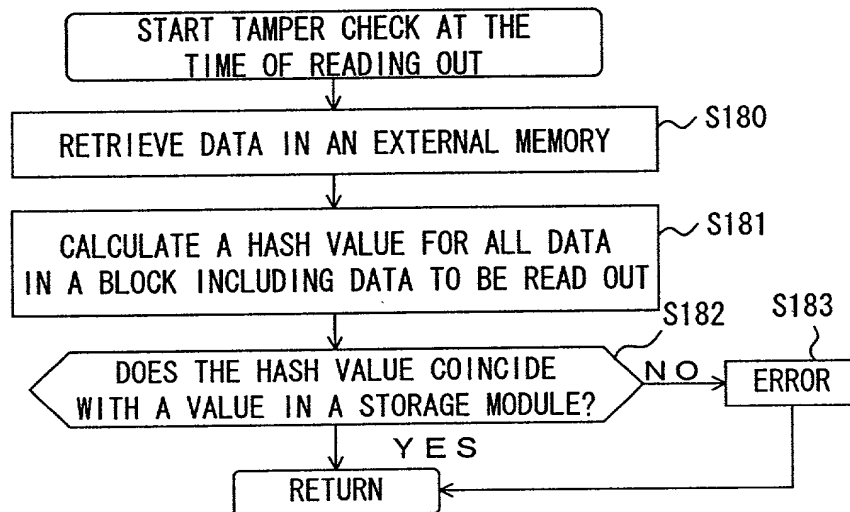 START TAMPER CHECK AT THE
TIME OF READING OUT
RETRIEVE DATA IN AN EXTERNAL MEMORY
S180
CALCULATE A HASH VALUE FOR ALL DATA
IN A BLOCK INCLUDING DATA TO BE READ OUT
S181
DOES THE HASH VALUE COINCIDE
WITH A VALUE IN A STORAGE MODULE?
S182
NO
S183
ERROR
YES
RETURN